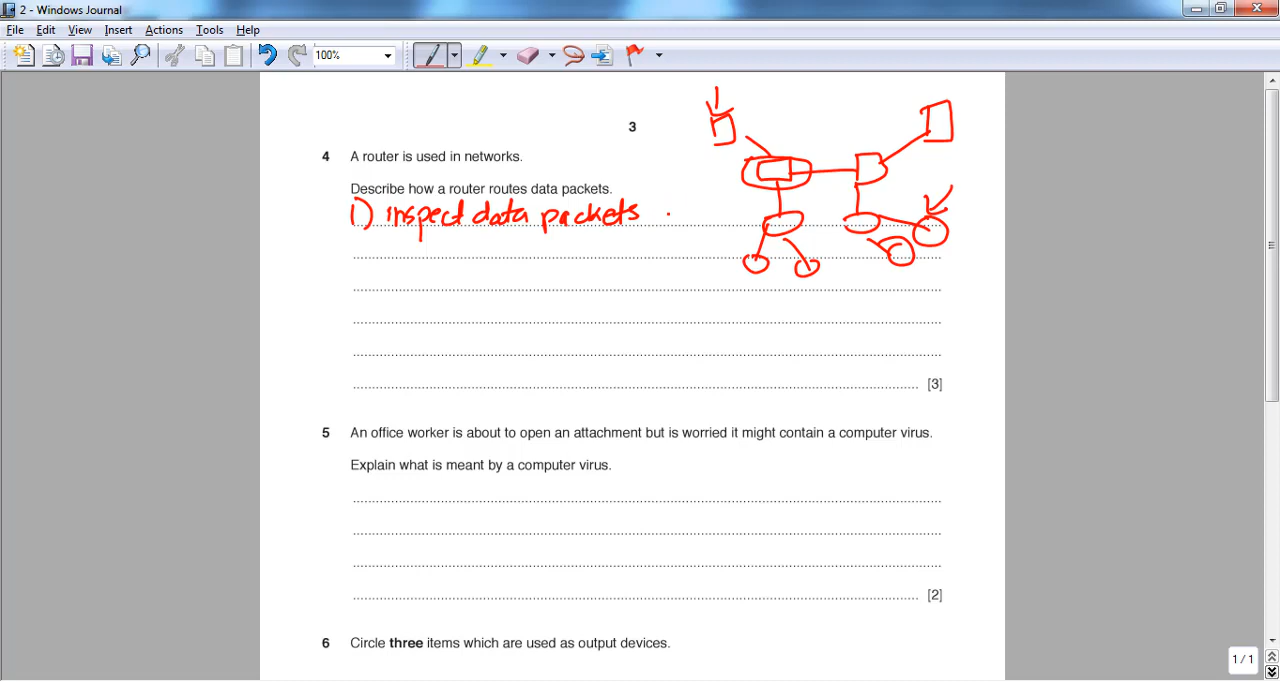 2 - Windows Journal
File Edit View Insert Actions Tools Help
100%
3
4 A router is used in networks.
Describe how a router routes data packets.
1) inspect data packets
[3]
5 An office worker is about to open an attachment but is worried it might contain a computer virus.
Explain what is meant by a computer virus.
[2]
6 Circle three items which are used as output devices.
1 / 1